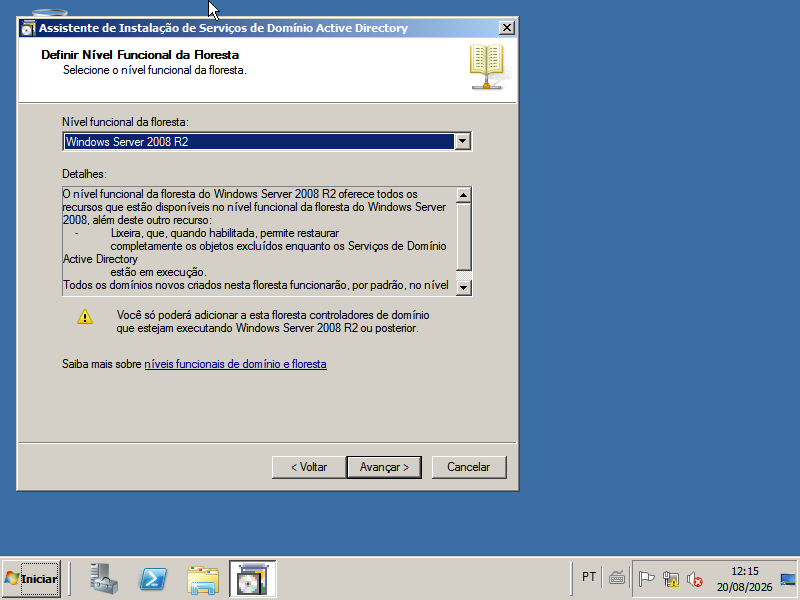 Assistente de Instalação de Serviços de Domínio Active Directory
Definir Nível Funcional da Floresta
Selecione o nível funcional da floresta.
Nível funcional da floresta:
Windows Server 2008 R2
Detalhes:
O nível funcional da floresta do Windows Server 2008 R2 oferece todos os
recursos que estão disponíveis no nível funcional da floresta do Windows Server
2008, além deste outro recurso:
- Lixeira, que, quando habilitada, permite restaurar
completamente os objetos excluídos enquanto os Serviços de Domínio
Active Directory
estão em execução.
Todos os domínios novos criados nesta floresta funcionarão, por padrão, no nível
Você só poderá adicionar a esta floresta controladores de domínio
que estejam executando Windows Server 2008 R2 ou posterior.
Saiba mais sobre níveis funcionais de domínio e floresta
< Voltar
Avançar >
Cancelar
Iniciar
PT
12:15
20/08/2026